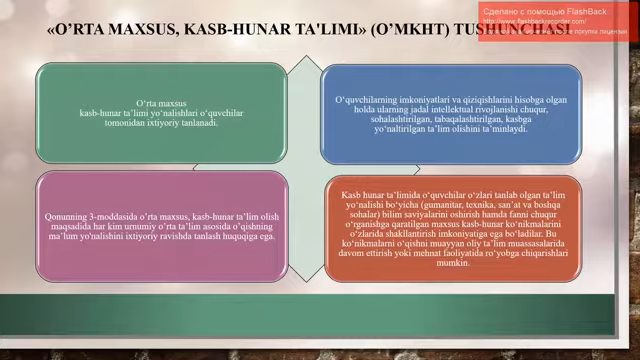 «O’RTA MAXSUS, KASB-HUNAR TA'LIMI» (O’MKHT) TUSHUNCHASI
Сделано с помощью FlashBack
http://www.flashbackrecorder.com/
покупки лицензии
O’rta maxsus
kasb-hunar ta’limi yo‘nalishlari o‘quvchilar
tomonidan ixtiyoriy tanlanadi.
O‘quvchilarning imkoniyatlari va qiziqishlarini hisobga olgan
holda ularning jadal intellektual rivojlanishi chuqur,
sohalashtirilgan, tabaqalashtirilgan, kasbga
yo‘naltirilgan ta’lim olishini ta’minlaydi.
Qonunning 3-moddasida o’rta maxsus, kasb-hunar ta’lim olish
maqsadida har kim umumiy o’rta ta’lim asosida o’qishning
ma’lum yo'nalishini ixtiyoriy ravishda tanlash huquqiga ega.
Kasb hunar ta’limida o‘quvchilar o‘zlari tanlab olgan ta’lim
yo‘nalishi bo‘yicha (gumanitar, texnika, san’at va boshqa
sohalar) bilim saviyalarini oshirish hamda fanni chuqur
o‘rganishga qaratilgan maxsus kasb-hunar ko‘nikmalarini
o‘zlarida shakllantirish imkoniyatiga ega bo‘ladilar. Bu
ko‘nikmalarni o‘qishni muayyan oliy ta’lim muassasalarida
davom ettirish yoki mehnat faoliyatida ro‘yobga chiqarishlari
mumkin.